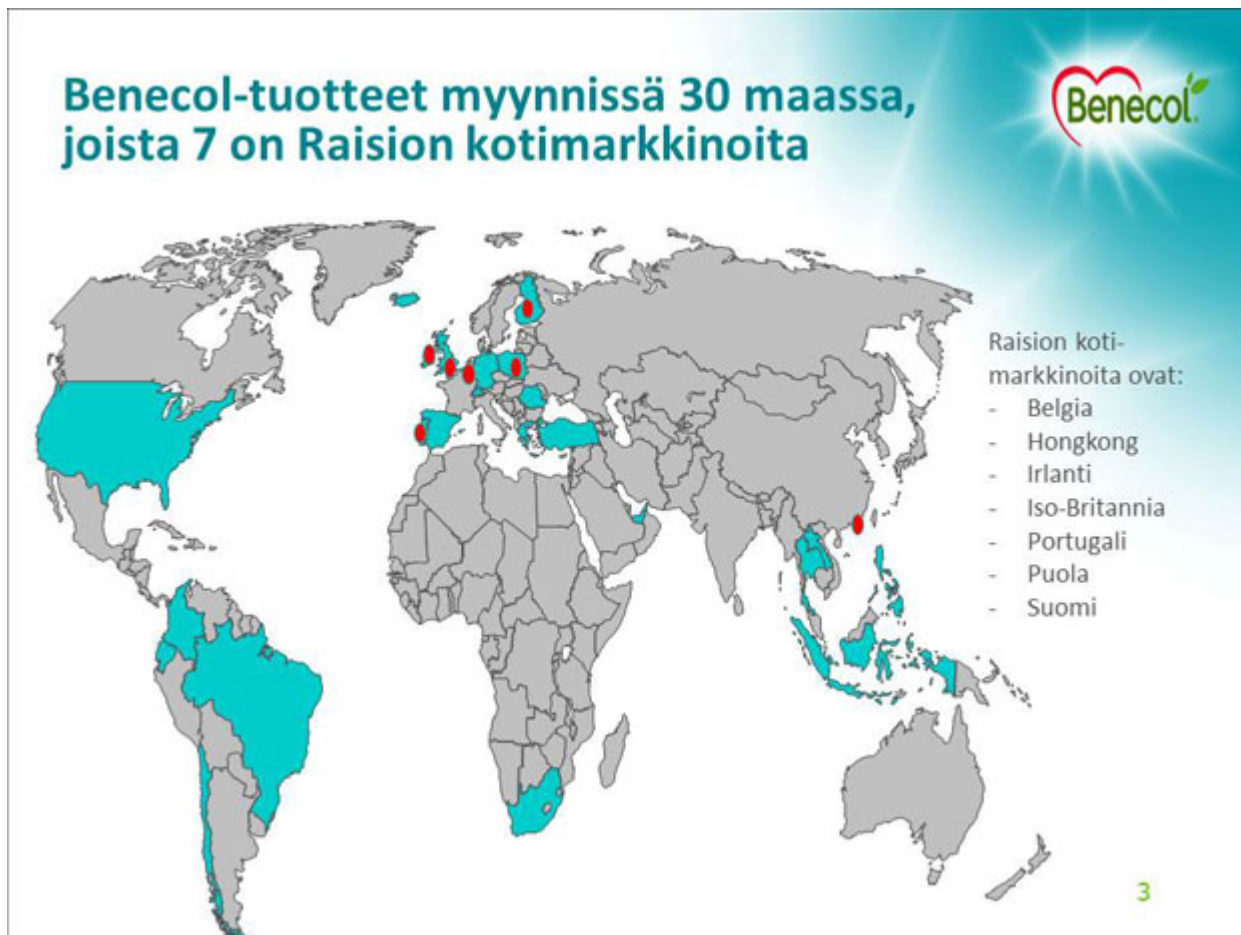 Benecol-tuotteet myynnissä 30 maassa,
joista 7 on Raision kotimarkkinoita
Benecol
Raision koti-
markkinoita ovat:
- Belgia
- Hongkong
- Irlanti
- Iso-Britannia
- Portugali
- Puola
- Suomi
3